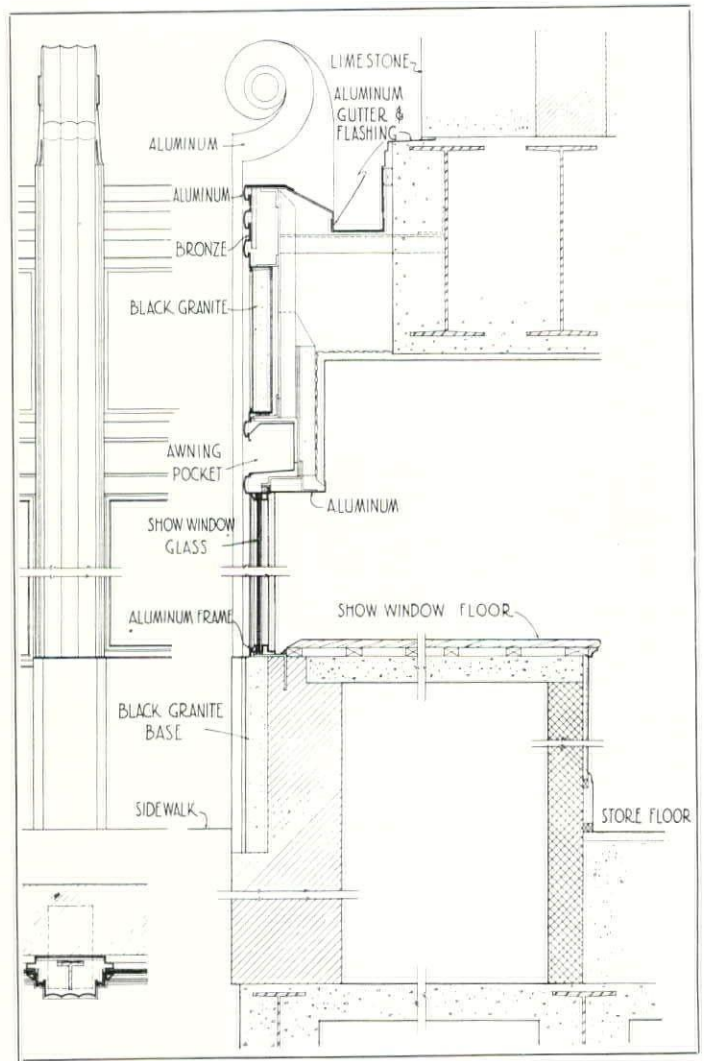 LIMESTONE
ALUMINUM
GUTTER &
FLASHING
ALUMINUM
ALUMINUM
BRONZE
BLACK GRANITE
AWNING
POCKET
ALUMINUM
SHOW WINDOW
GLASS
SHOW WINDOW FLOOR
ALUMINUM FRAME
BLACK GRANITE
BASE
SIDEWALK
STORE FLOOR